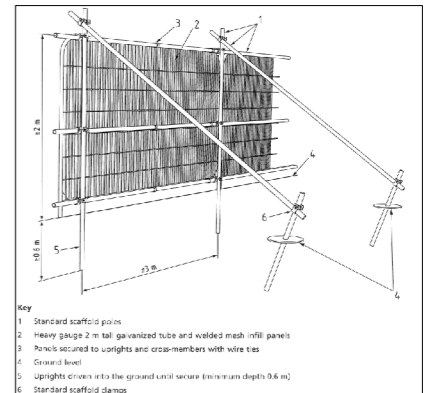 3
2
1
≥2 m
4
6
≥0.6 m
5
≤3 m
4
Key
1 Standard scaffold poles
2 Heavy gauge 2 m tall galvanized tube and welded mesh infill panels
3 Panels secured to uprights and cross-members with wire ties
4 Ground level
5 Uprights driven into the ground until secure (minimum depth 0.6 m)
6 Standard scaffold clamps